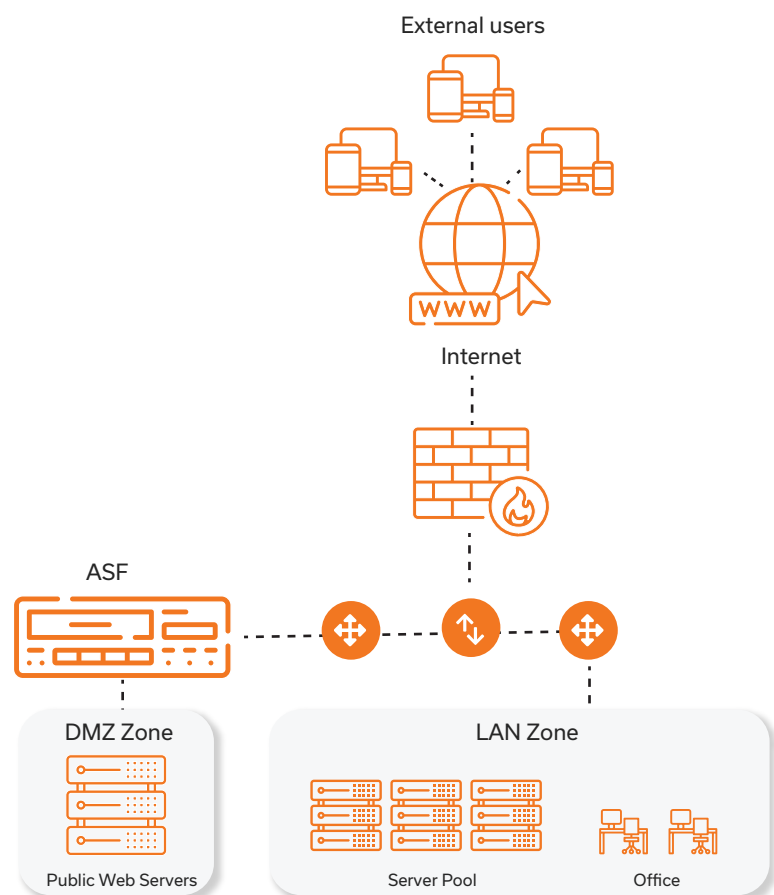 External users
WWW
Internet
ASF
DMZ Zone
LAN Zone
Public Web Servers
Server Pool
Office